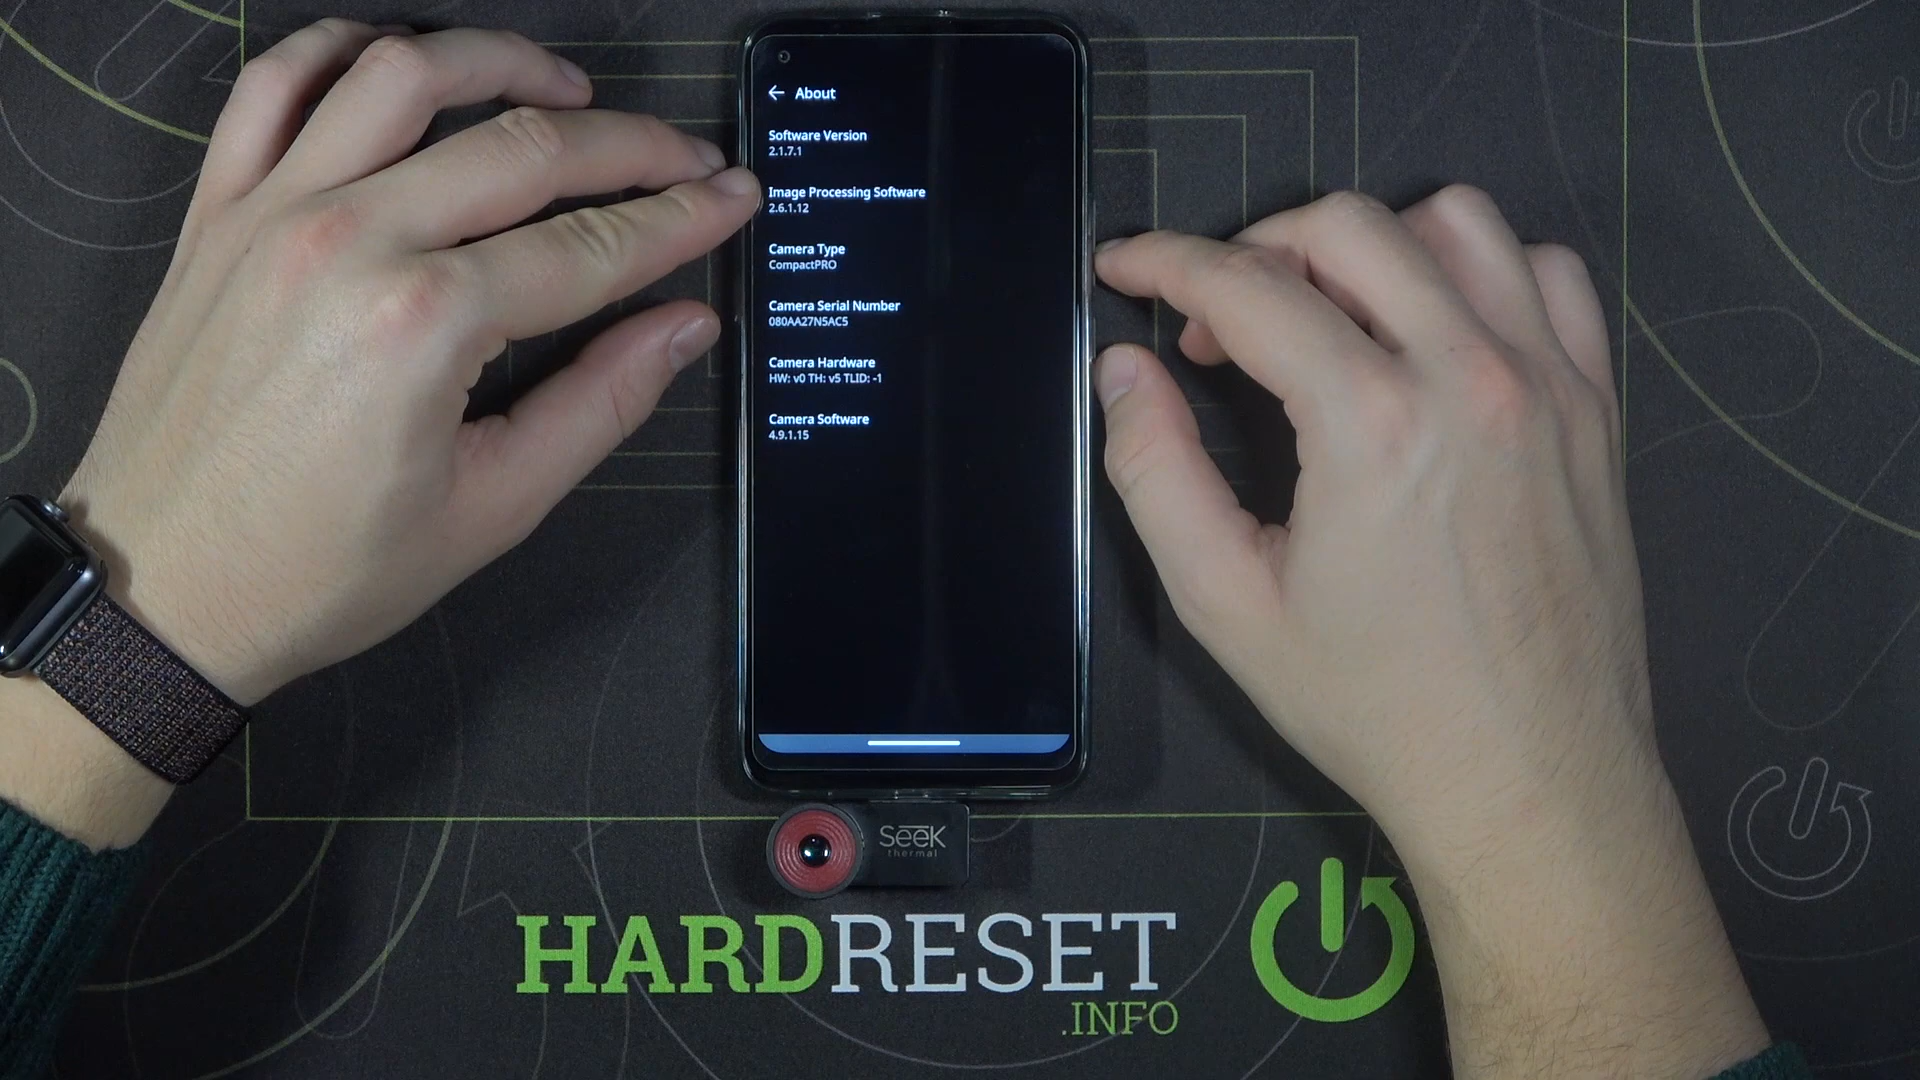 About
Software Version
2.1.7.1
Image Processing Software
2.6.1.12
Camera Type
CompactPRO
Camera Serial Number
080AA27N5AC5
Camera Hardware
HW: v0 TH: v5 TLID: -1
Camera Software
4.9.1.15
Seek
thermal
HARDRESET
.INFO